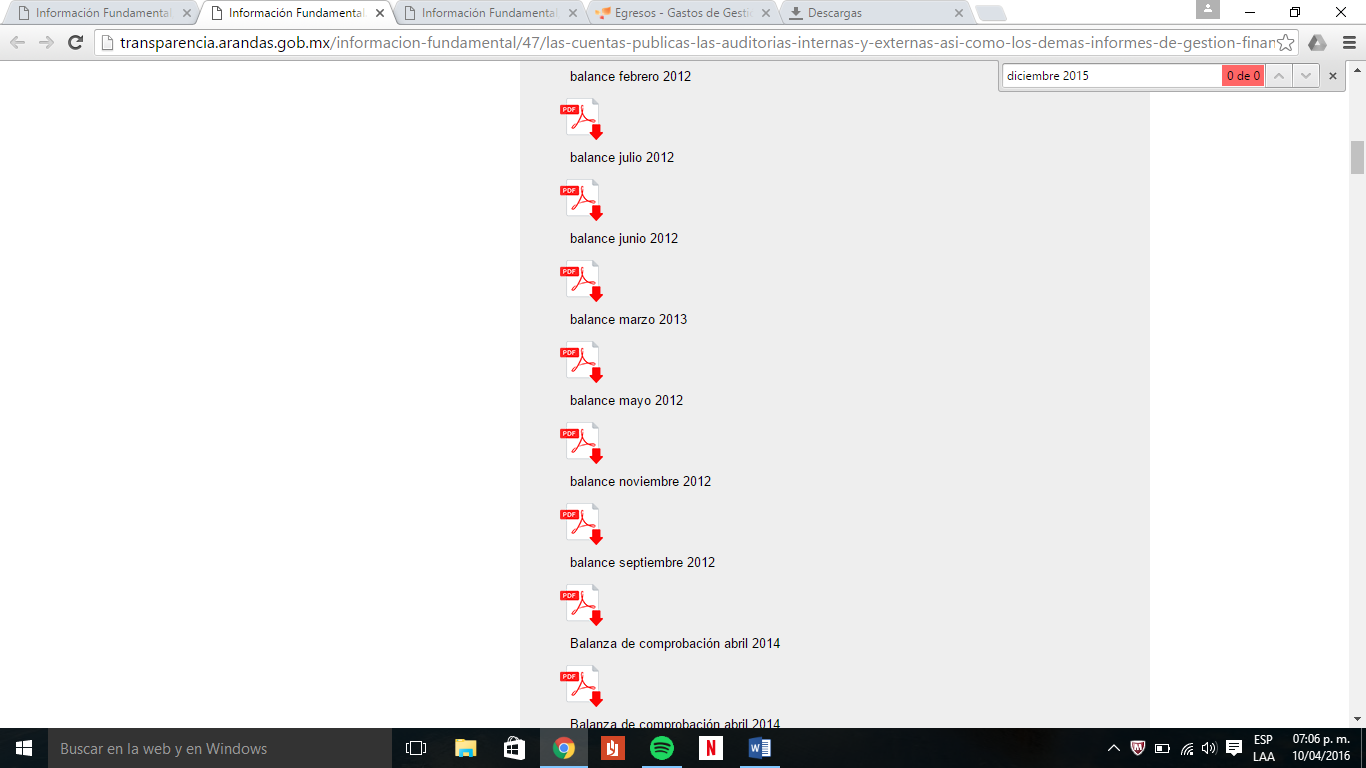 Información Fundamental
Información Fundamental
Información Fundamental
Egresos - Gastos de Gesti
Descargas
transparencia.arandas.gob.mx/informacion-fundamental/47/las-cuentas-publicas-las-auditorias-internas-y-externas-asi-como-los-demas-informes-de-gestion-finan
diciembre 2015
0 de 0
balance febrero 2012
PDF
balance julio 2012
PDF
balance junio 2012
PDF
balance marzo 2013
PDF
balance mayo 2012
PDF
balance noviembre 2012
PDF
balance septiembre 2012
PDF
Balanza de comprobación abril 2014
PDF
Balanza de comprobación abril 2014
Buscar en la web y en Windows
N
W
ESP
LAA
07:06 p. m.
10/04/2016